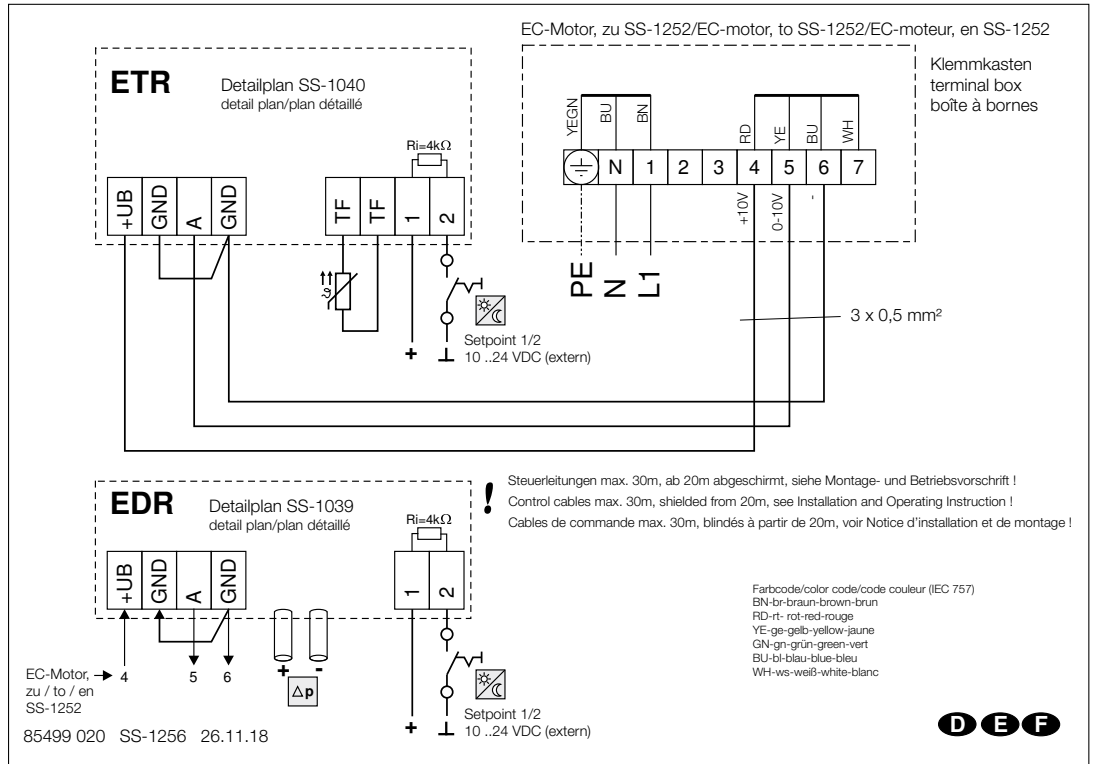 EC-Motor, zu SS-1252/EC-motor, to SS-1252/EC-moteur, en SS-1252
ETR
Detailplan SS-1040
detail plan/plan détaillé
Klemmkasten
terminal box
boîte à bornes
YEGN
BU
BN
RD
YE
BU
WH
Ri=4kΩ
N 1 2 3 4 5 6 7
+UB GND A GND
TF TF 1 2
+10V
0-10V
-
PE
N
L1
ϑ
3 x 0,5 mm²
Setpoint 1/2
+ ⊥ 10 ..24 VDC (extern)
EDR
Detailplan SS-1039
detail plan/plan détaillé
! Steuerleitungen max. 30m, ab 20m abgeschirmt, siehe Montage- und Betriebsvorschrift !
Control cables max. 30m, shielded from 20m, see Installation and Operating Instruction !
Cables de commande max. 30m, blindés à partir de 20m, voir Notice d'installation et de montage !
Ri=4kΩ
+UB GND A GND
1 2
Farbcode/color code/code couleur (IEC 757)
BN-br-braun-brown-brun
RD-rt- rot-red-rouge
YE-ge-gelb-yellow-jaune
GN-gn-grün-green-vert
BU-bl-blau-blue-bleu
WH-ws-weiß-white-blanc
EC-Motor,
zu / to / en
SS-1252
4 5 6
+ -
Δp
Setpoint 1/2
+ ⊥ 10 ..24 VDC (extern)
85499 020 SS-1256 26.11.18
D E F